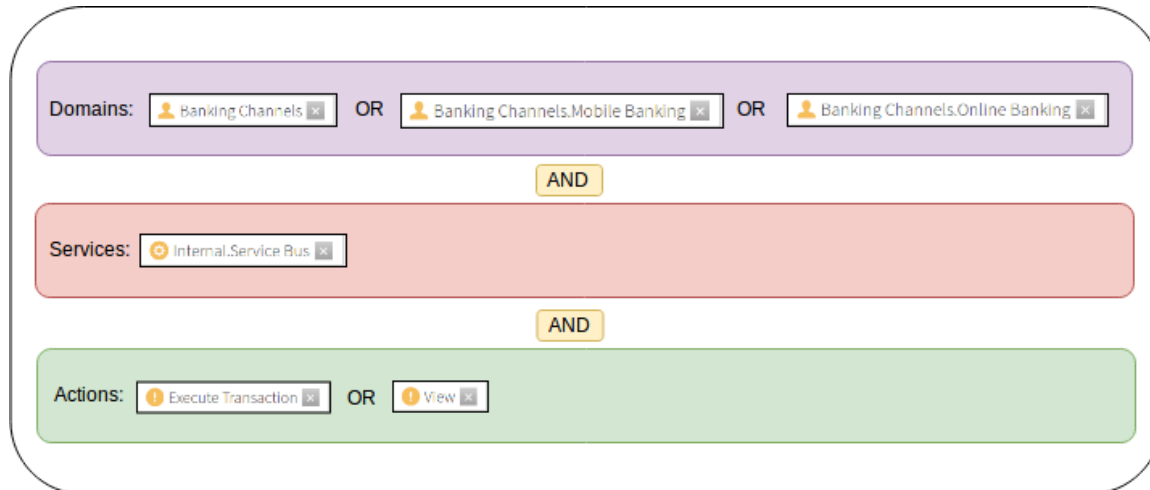 Domains: Banking Channels OR Banking Channels.Mobile Banking OR Banking Channels.Online Banking
AND
Services: Internal.Service Bus
AND
Actions: Execute Transaction OR View